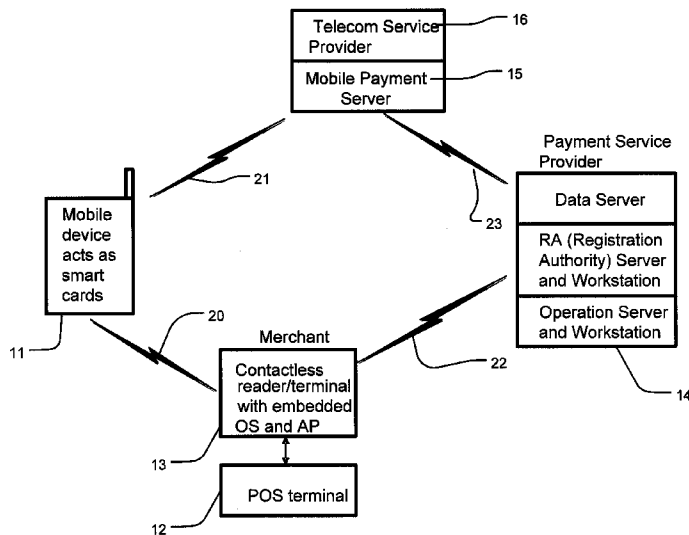 16
Telecom Service
Provider
15
Mobile Payment
Server
21
23
Payment Service
Provider
Data Server
RA (Registration
Authority) Server
and Workstation
Operation Server
and Workstation
14
Mobile
device
acts as
smart
cards
11
20
22
Merchant
Contactless
reader/terminal
with embedded
OS and AP
13
POS terminal
12